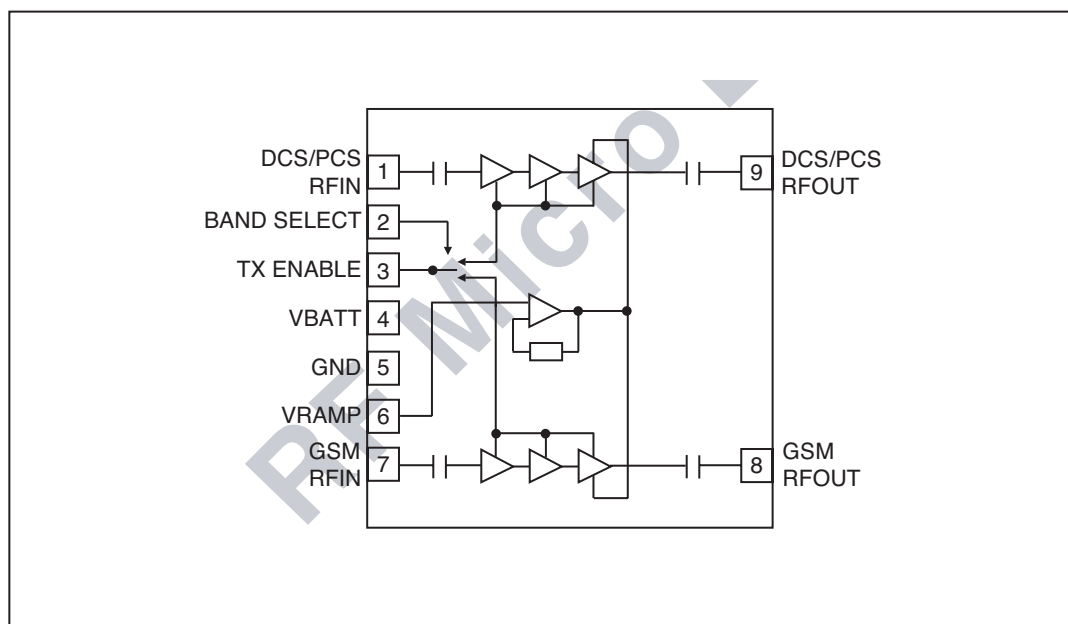 DCS/PCS
RFIN
1
BAND SELECT
2
TX ENABLE
3
VBATT
4
GND
5
VRAMP
6
GSM
RFIN
7
9
DCS/PCS
RFOUT
8
GSM
RFOUT
RF Micro